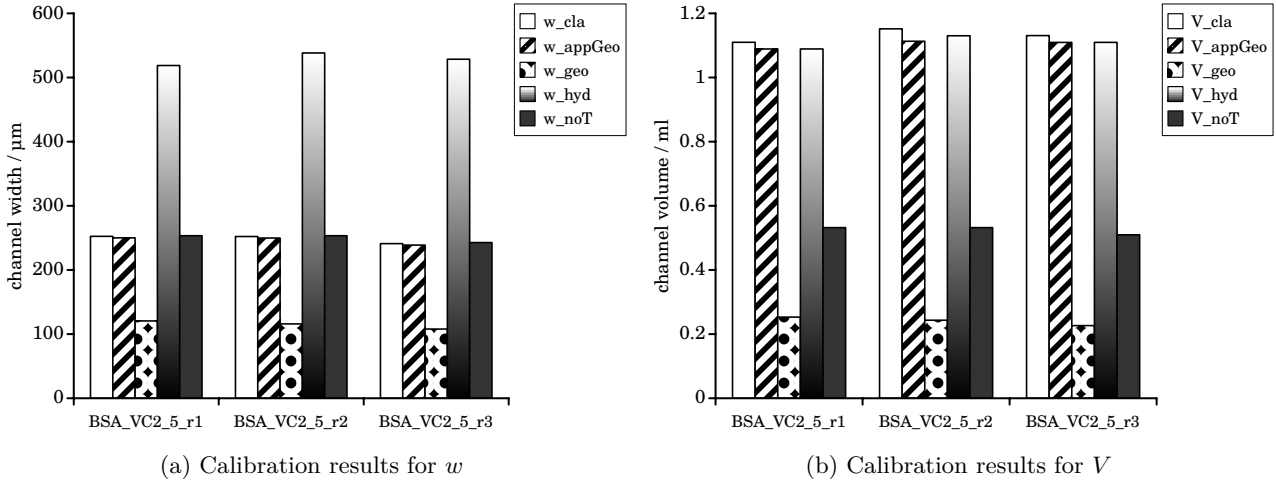 600
500
400
300
200
100
0
channel width / µm
BSA_VC2_5_r1
BSA_VC2_5_r2
BSA_VC2_5_r3
w_cla
w_appGeo
w_geo
w_hyd
w_noT
(a) Calibration results for w
1.2
1
0.8
0.6
0.4
0.2
0
channel volume / ml
BSA_VC2_5_r1
BSA_VC2_5_r2
BSA_VC2_5_r3
V_cla
V_appGeo
V_geo
V_hyd
V_noT
(b) Calibration results for V